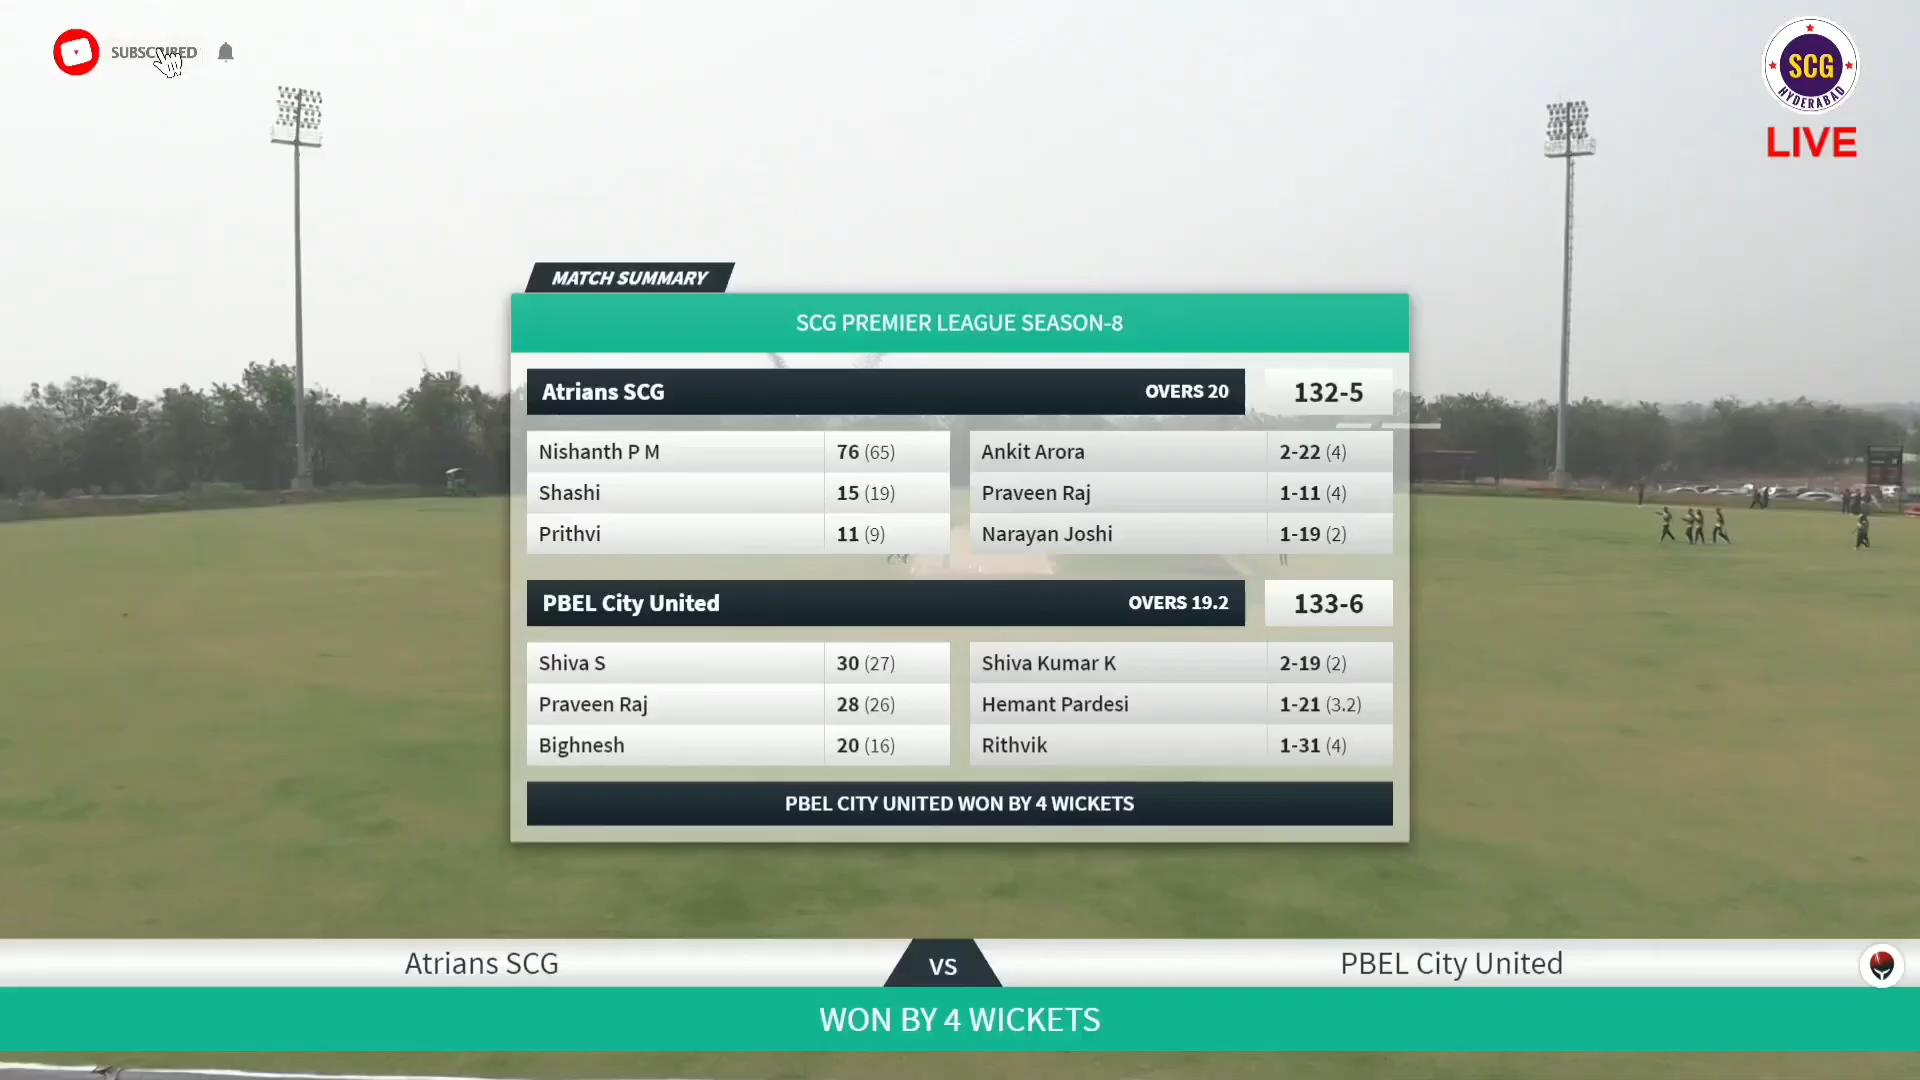 SUBSCRIBED
SCG
HYDERABAD
LIVE
MATCH SUMMARY
SCG PREMIER LEAGUE SEASON-8
Atrians SCG OVERS 20 132-5
Nishanth P M 76 (65) Ankit Arora 2-22 (4)
Shashi 15 (19) Praveen Raj 1-11 (4)
Prithvi 11 (9) Narayan Joshi 1-19 (2)
PBEL City United OVERS 19.2 133-6
Shiva S 30 (27) Shiva Kumar K 2-19 (2)
Praveen Raj 28 (26) Hemant Pardesi 1-21 (3.2)
Bighnesh 20 (16) Rithvik 1-31 (4)
PBEL CITY UNITED WON BY 4 WICKETS
Atrians SCG VS PBEL City United
WON BY 4 WICKETS